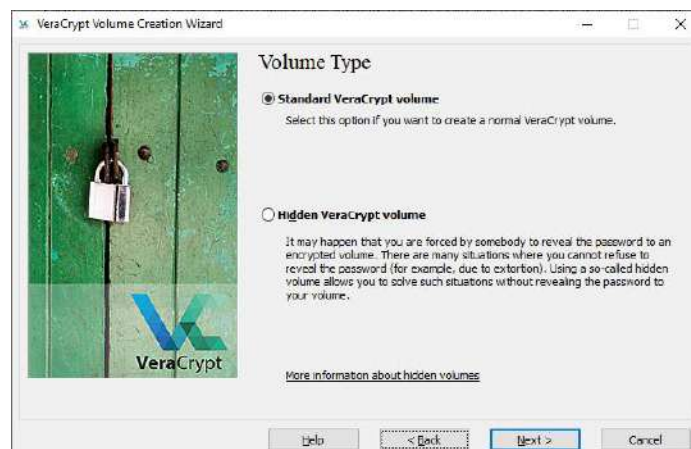 VeraCrypt Volume Creation Wizard
Volume Type
Standard VeraCrypt volume
Select this option if you want to create a normal VeraCrypt volume.
Hidden VeraCrypt volume
It may happen that you are forced by somebody to reveal the password to an
encrypted volume. There are many situations where you cannot refuse to
reveal the password (for example, due to extortion). Using a so-called hidden
volume allows you to solve such situations without revealing the password to
your volume.
VeraCrypt
More information about hidden volumes
Help
< Back
Next >
Cancel